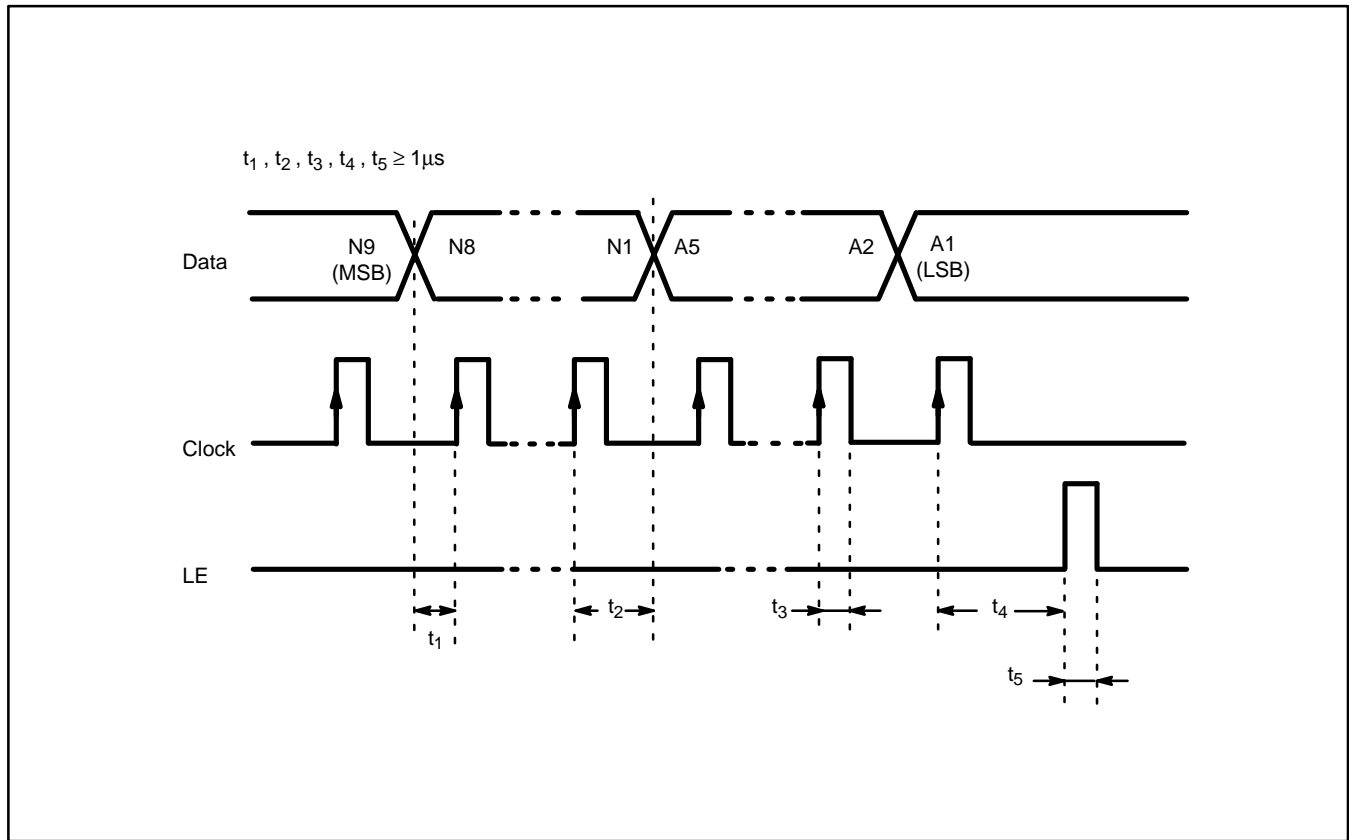 t1 , t2 , t3 , t4 , t5 ≥ 1μs
Data
N9
(MSB)
N8
N1
A5
A2
A1
(LSB)
Clock
LE
t1
t2
t3
t4
t5